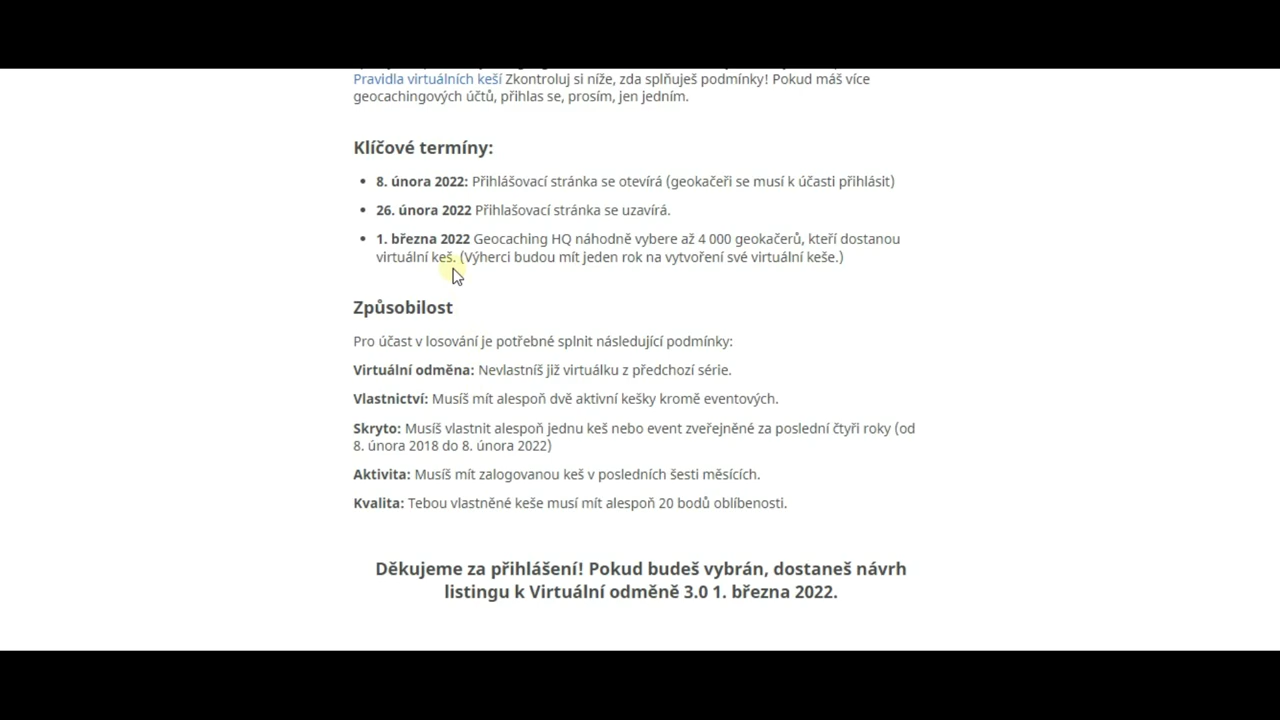 Pravidla virtuálních keší Zkontroluj si níže, zda splňuješ podmínky! Pokud máš více
geocachingových účtů, přihlas se, prosím, jen jedním.
Klíčové termíny:
• 8. února 2022: Přihlášovací stránka se otevírá (geokačeři se musí k účasti přihlásit)
• 26. února 2022 Přihlašovací stránka se uzavírá.
• 1. března 2022 Geocaching HQ náhodně vybere až 4 000 geokačerů, kteří dostanou
virtuální keš. (Výherci budou mít jeden rok na vytvoření své virtuální keše.)
Způsobilost
Pro účast v losování je potřebné splnit následující podmínky:
Virtuální odměna: Nevlastníš již virtuálku z předchozí série.
Vlastnictví: Musíš mít alespoň dvě aktivní kešky kromě eventových.
Skryto: Musíš vlastnit alespoň jednu keš nebo event zveřejněné za poslední čtyři roky (od
8. února 2018 do 8. února 2022)
Aktivita: Musíš mít zalogovanou keš v posledních šesti měsících.
Kvalita: Tebou vlastněné keše musí mít alespoň 20 bodů oblíbenosti.
Děkujeme za přihlášení! Pokud budeš vybrán, dostaneš návrh
listingu k Virtuální odměně 3.0 1. března 2022.